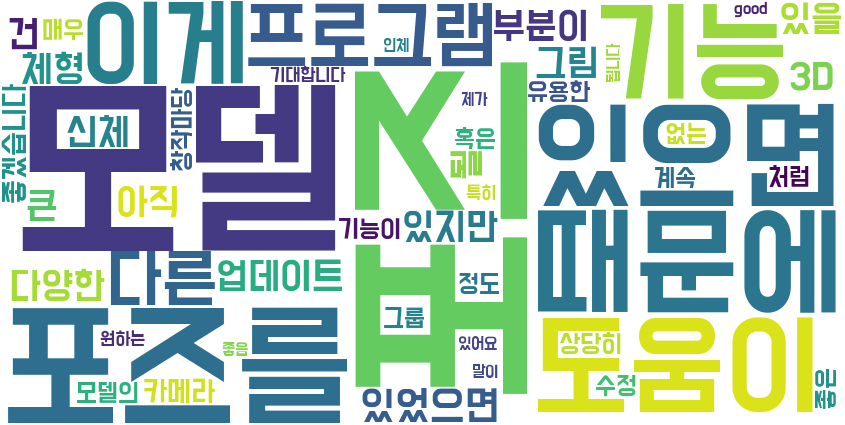 건
매우
이게
프로그램
인체
부분이
good
있을
체형
기대합니다
그림
됩니다
기능
3D
좋겠습니다
신체
창작마당
모델
시
제가
유용한
혹은
모델
특히
있으면
없는
계속
처럼
큰
아직
기능이
있지만
때문에
다양한
다른
업데이트
버
정도
포즈를
원하는
좋은
그룹
있어요
말이
도움이
상당히
수정
좋은
모델의
카메라
있었으면